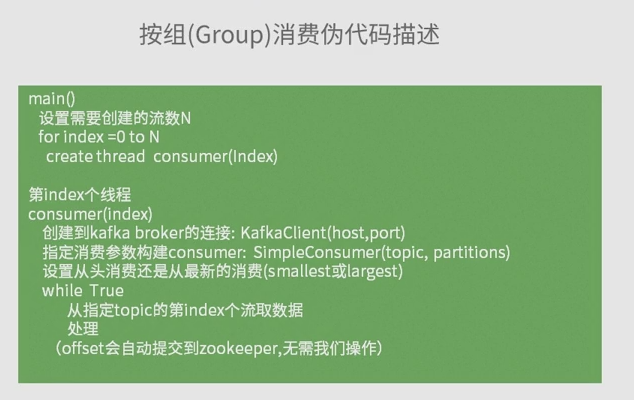 按组(Group)消费伪代码描述
main()
设置需要创建的流数N
for index =0 to N
create thread consumer(Index)
第index个线程
consumer(index)
创建到kafka broker的连接: KafkaClient(host,port)
指定消费参数构建consumer: SimpleConsumer(topic, partitions)
设置从头消费还是从最新的消费(smallest或largest)
while True
从指定topic的第index个流取数据
处理
（offset会自动提交到zookeeper,无需我们操作）